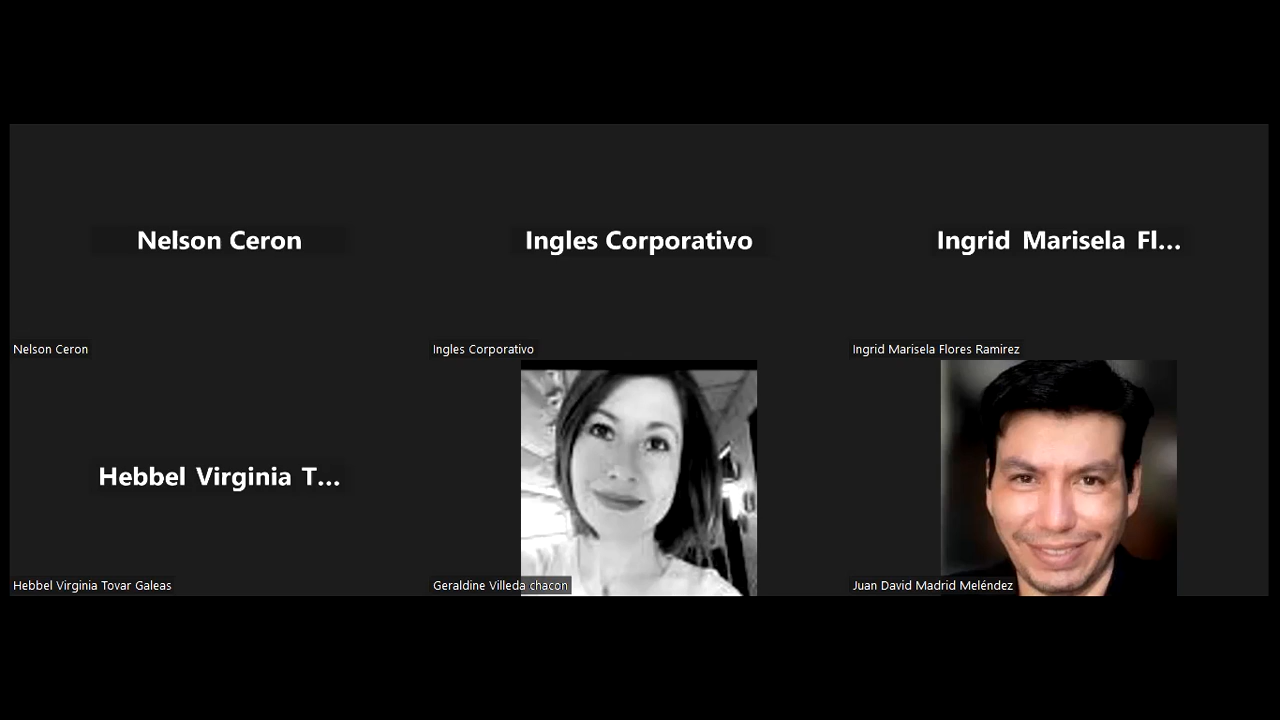 Nelson Ceron
Ingles Corporativo
Ingrid Marisela Fl...
Nelson Ceron
Ingles Corporativo
Ingrid Marisela Flores Ramirez
Hebbel Virginia T...
Hebbel Virginia Tovar Galeas
Geraldine Villeda chacon
Juan David Madrid Meléndez